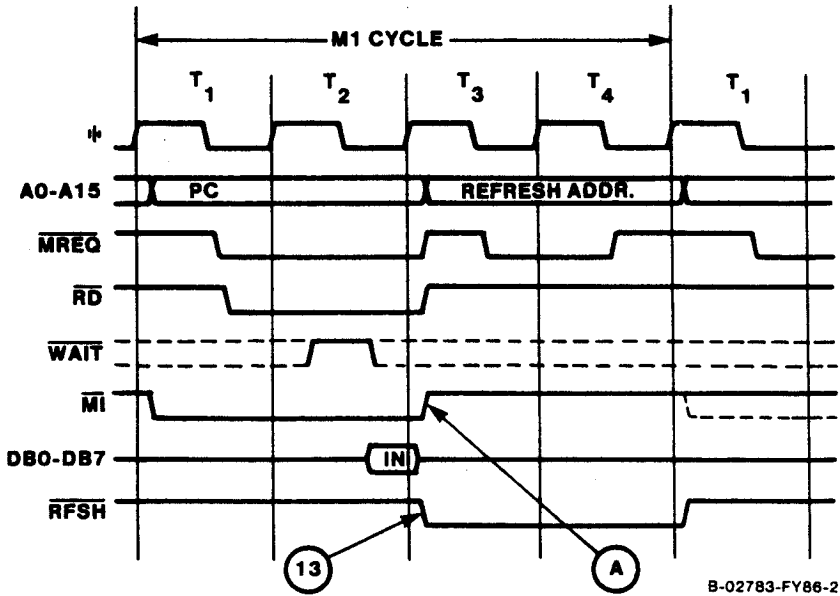 M1 CYCLE
T1 T2 T3 T4 T1
ϕ
A0-A15 PC REFRESH ADDR.
MREQ
RD
WAIT
MI
DB0-DB7 IN
RFSH
13 A
B-02783-FY86-2